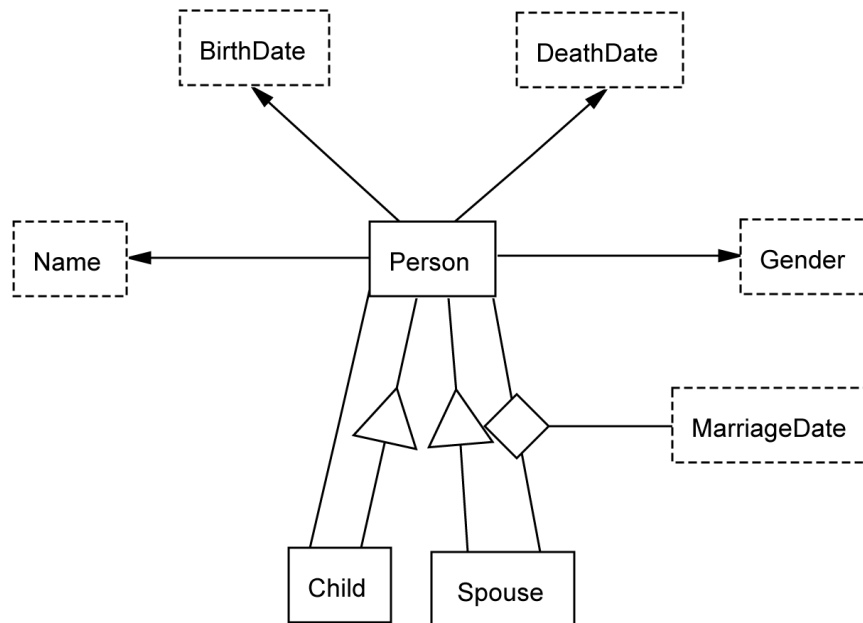 BirthDate
DeathDate
Name
Person
Gender
MarriageDate
Child
Spouse